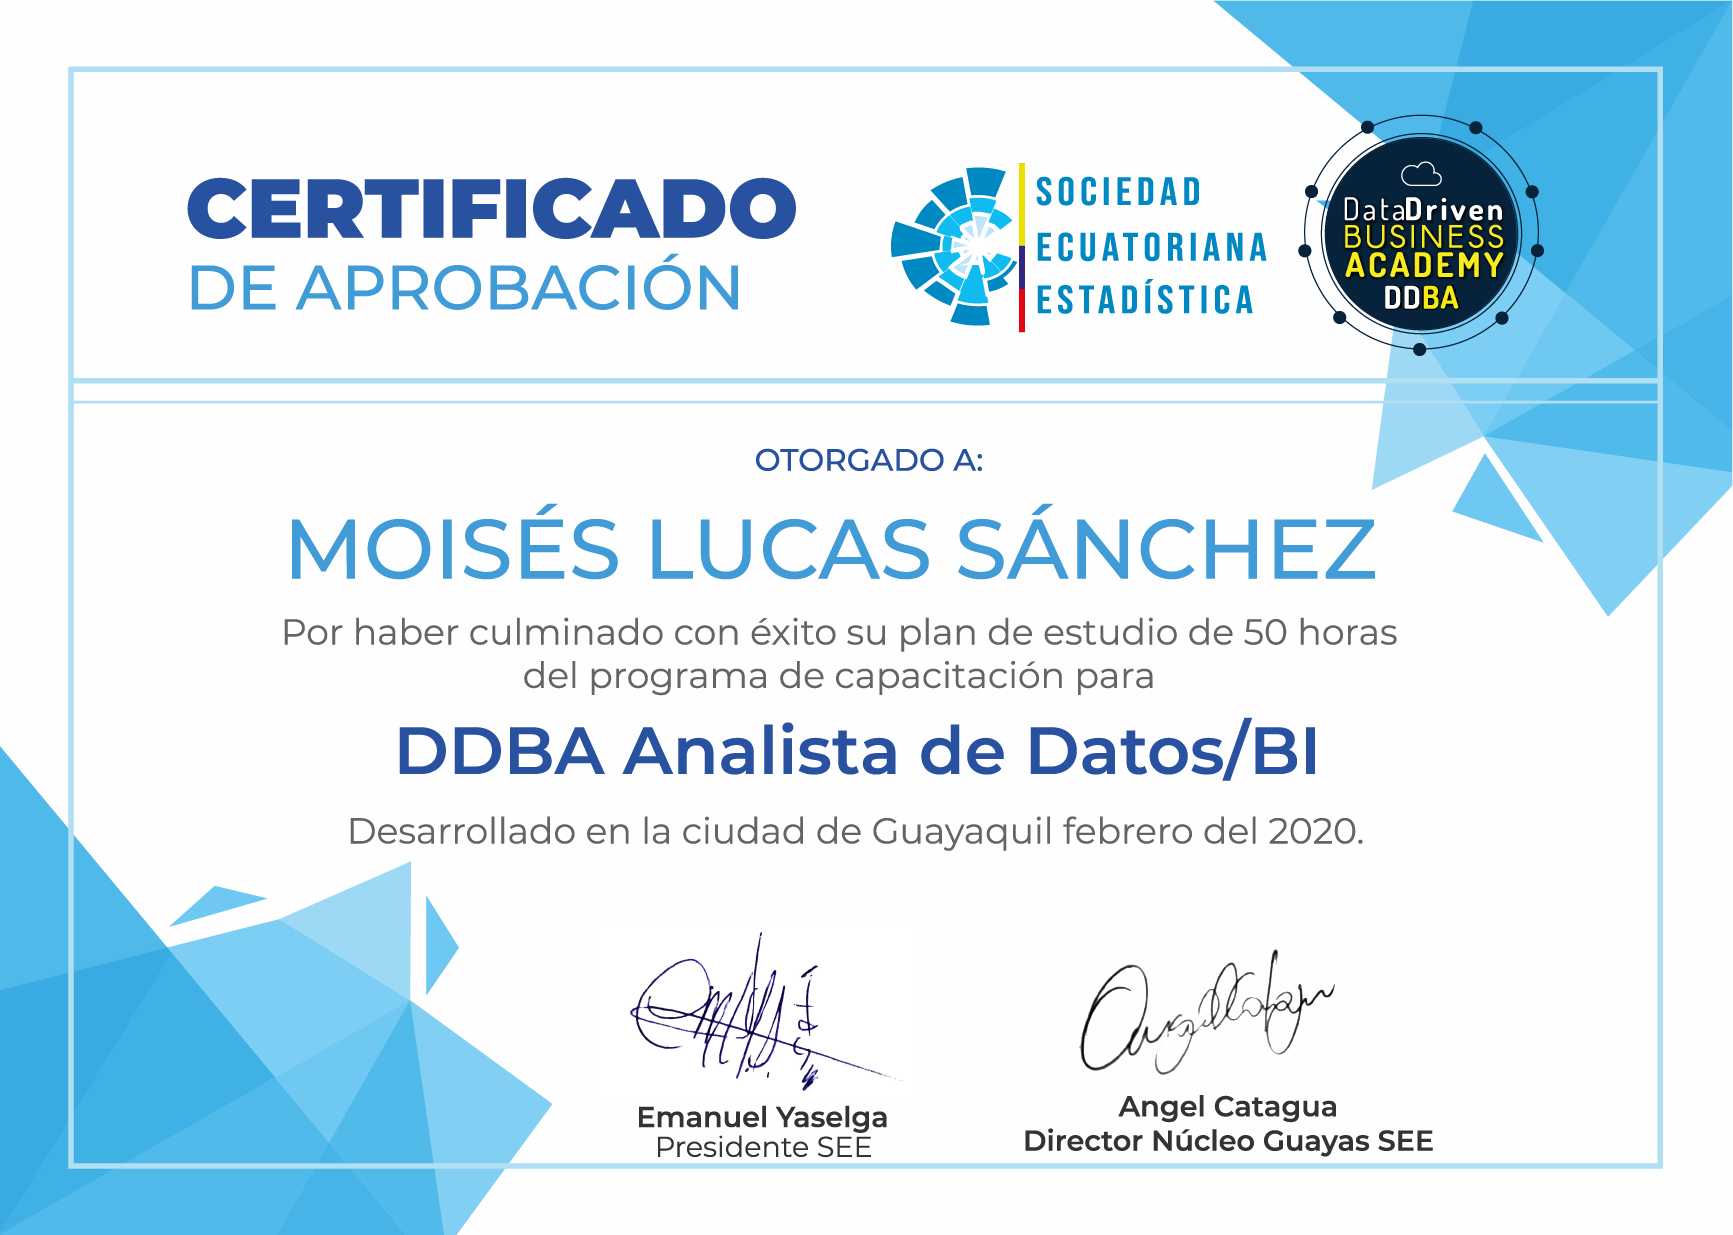 CERTIFICADO
DE APROBACIÓN
SOCIEDAD
ECUATORIANA
ESTADÍSTICA
DataDriven
BUSINESS
ACADEMY
DDBA
OTORGADO A:
MOISÉS LUCAS SÁNCHEZ
Por haber culminado con éxito su plan de estudio de 50 horas
del programa de capacitación para
DDBA Analista de Datos/BI
Desarrollado en la ciudad de Guayaquil febrero del 2020.
Emanuel Yaselga
Presidente SEE
Angel Catagua
Director Núcleo Guayas SEE